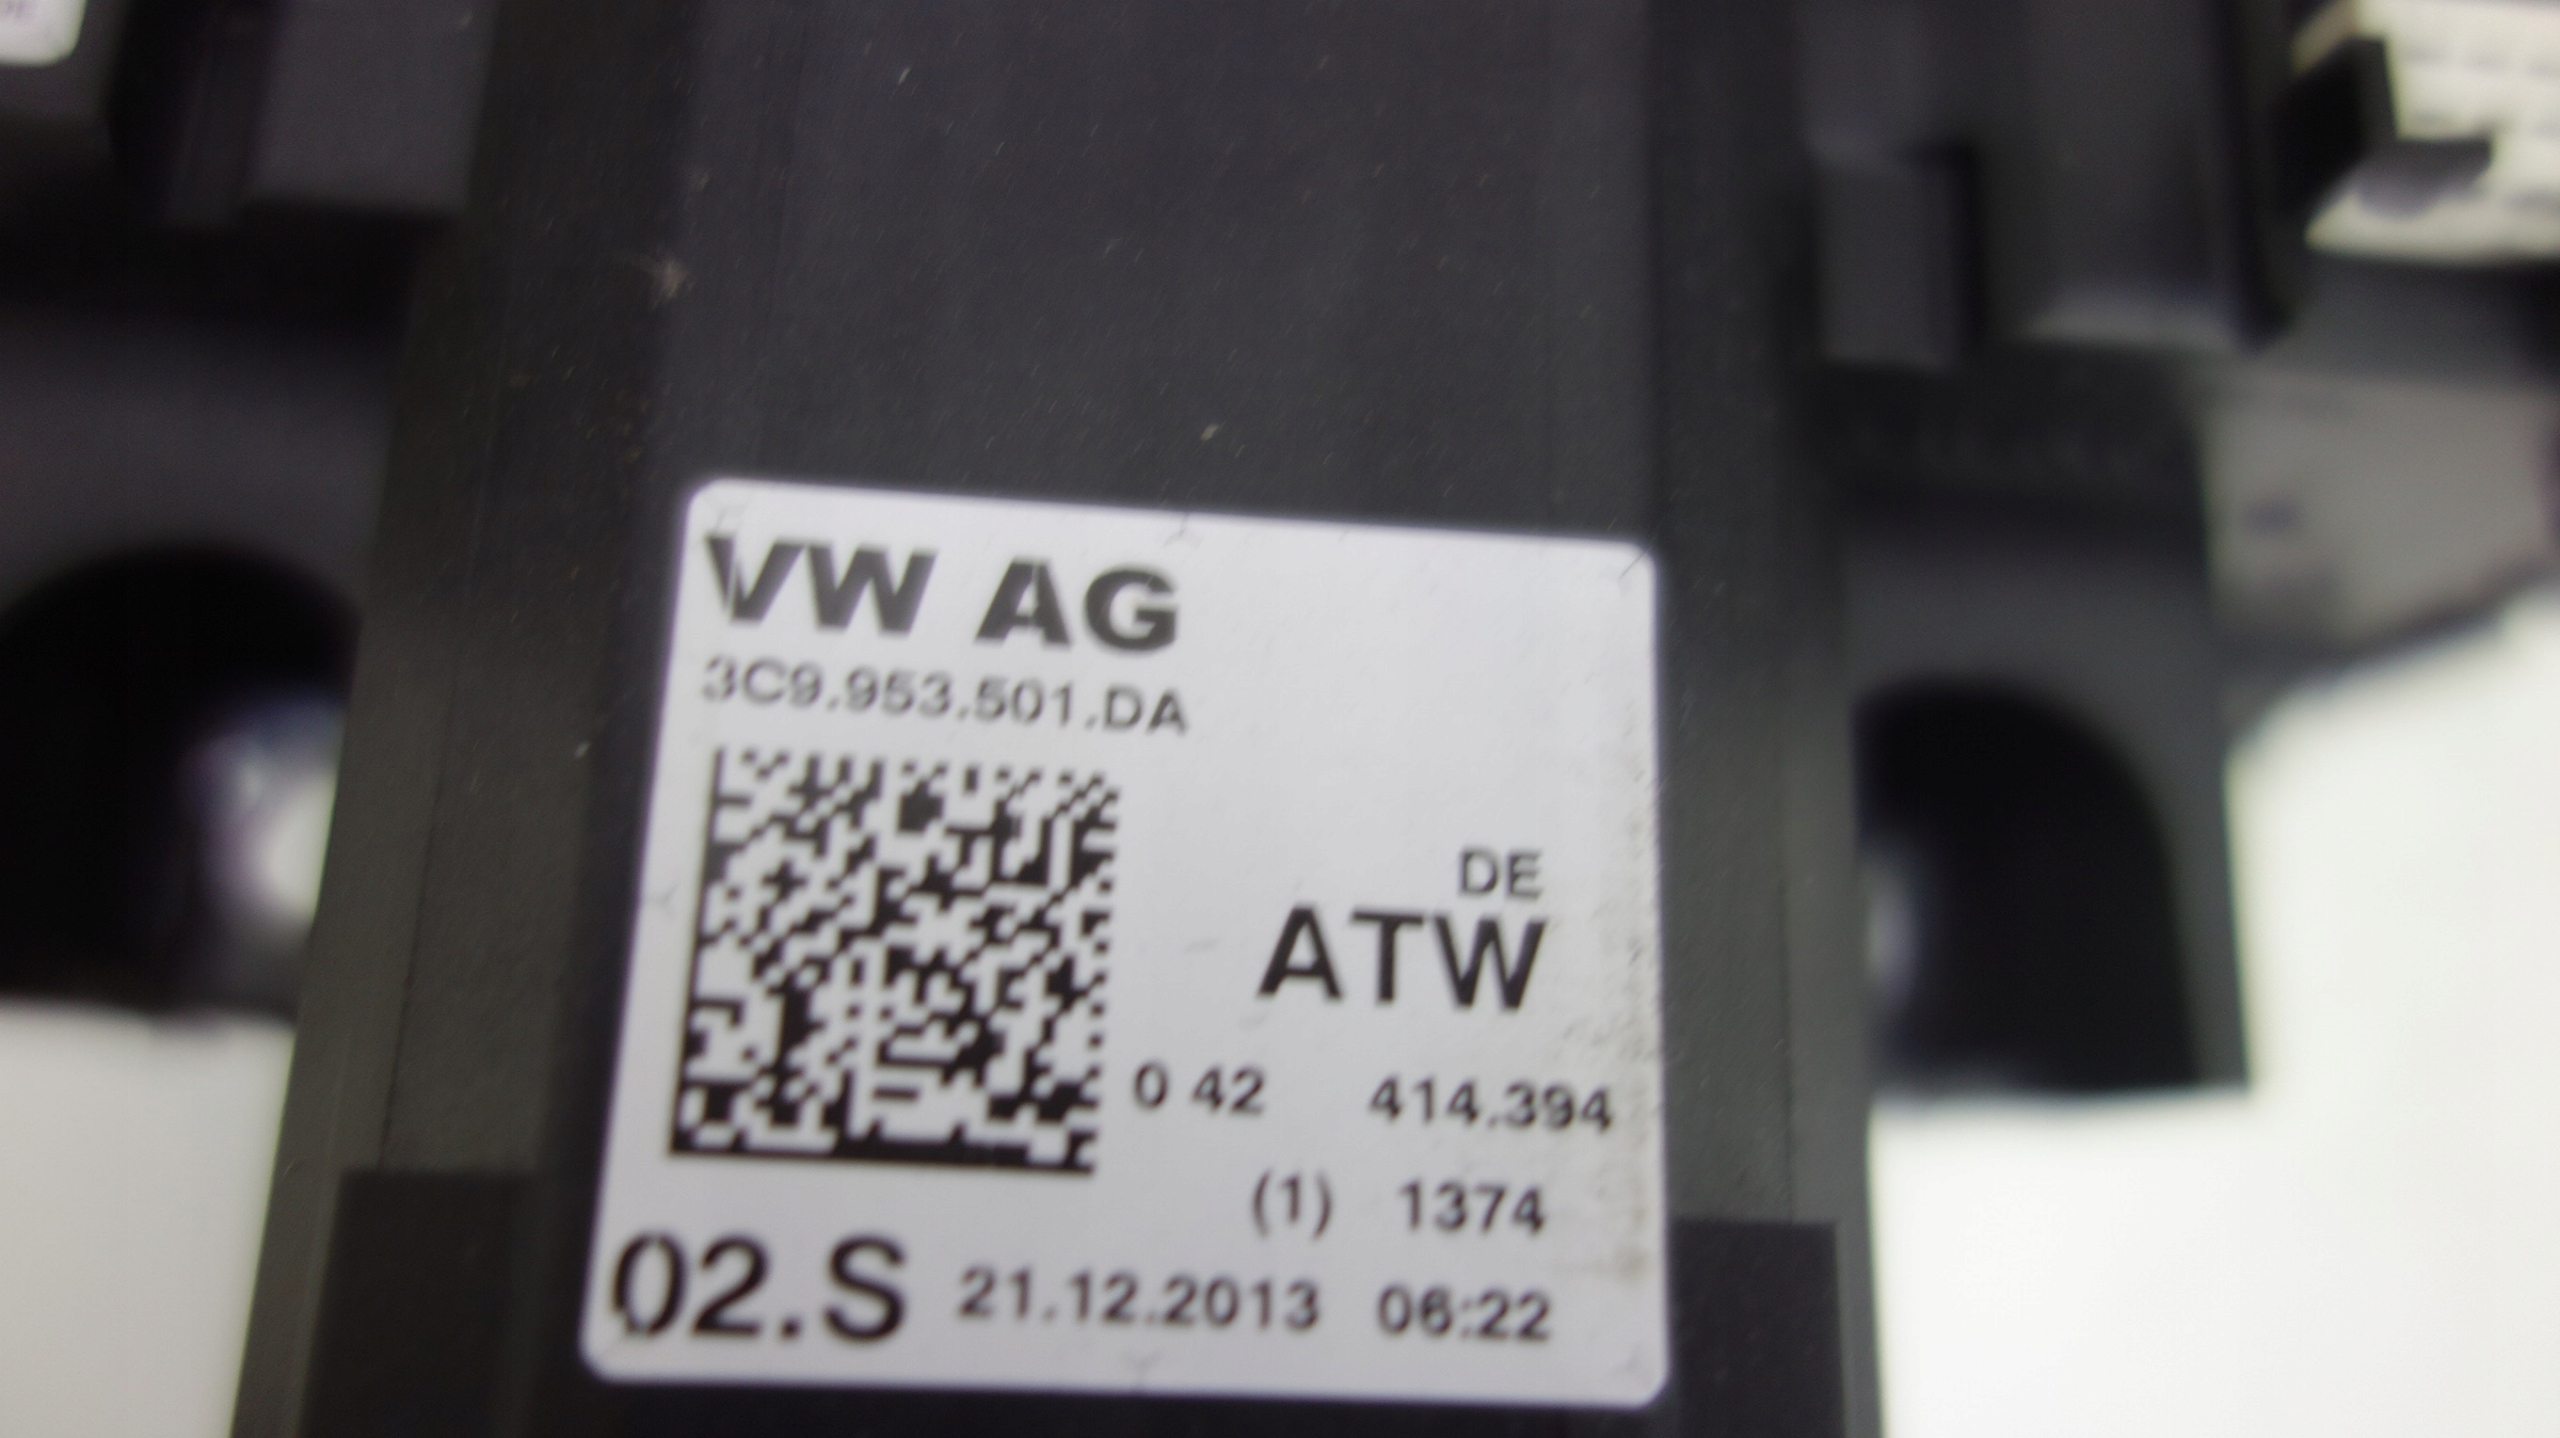 VW AG
3C9.953.501.DA
DE
ATW
0 42 414.394
(1) 1374
02.S 21.12.2013 06:22